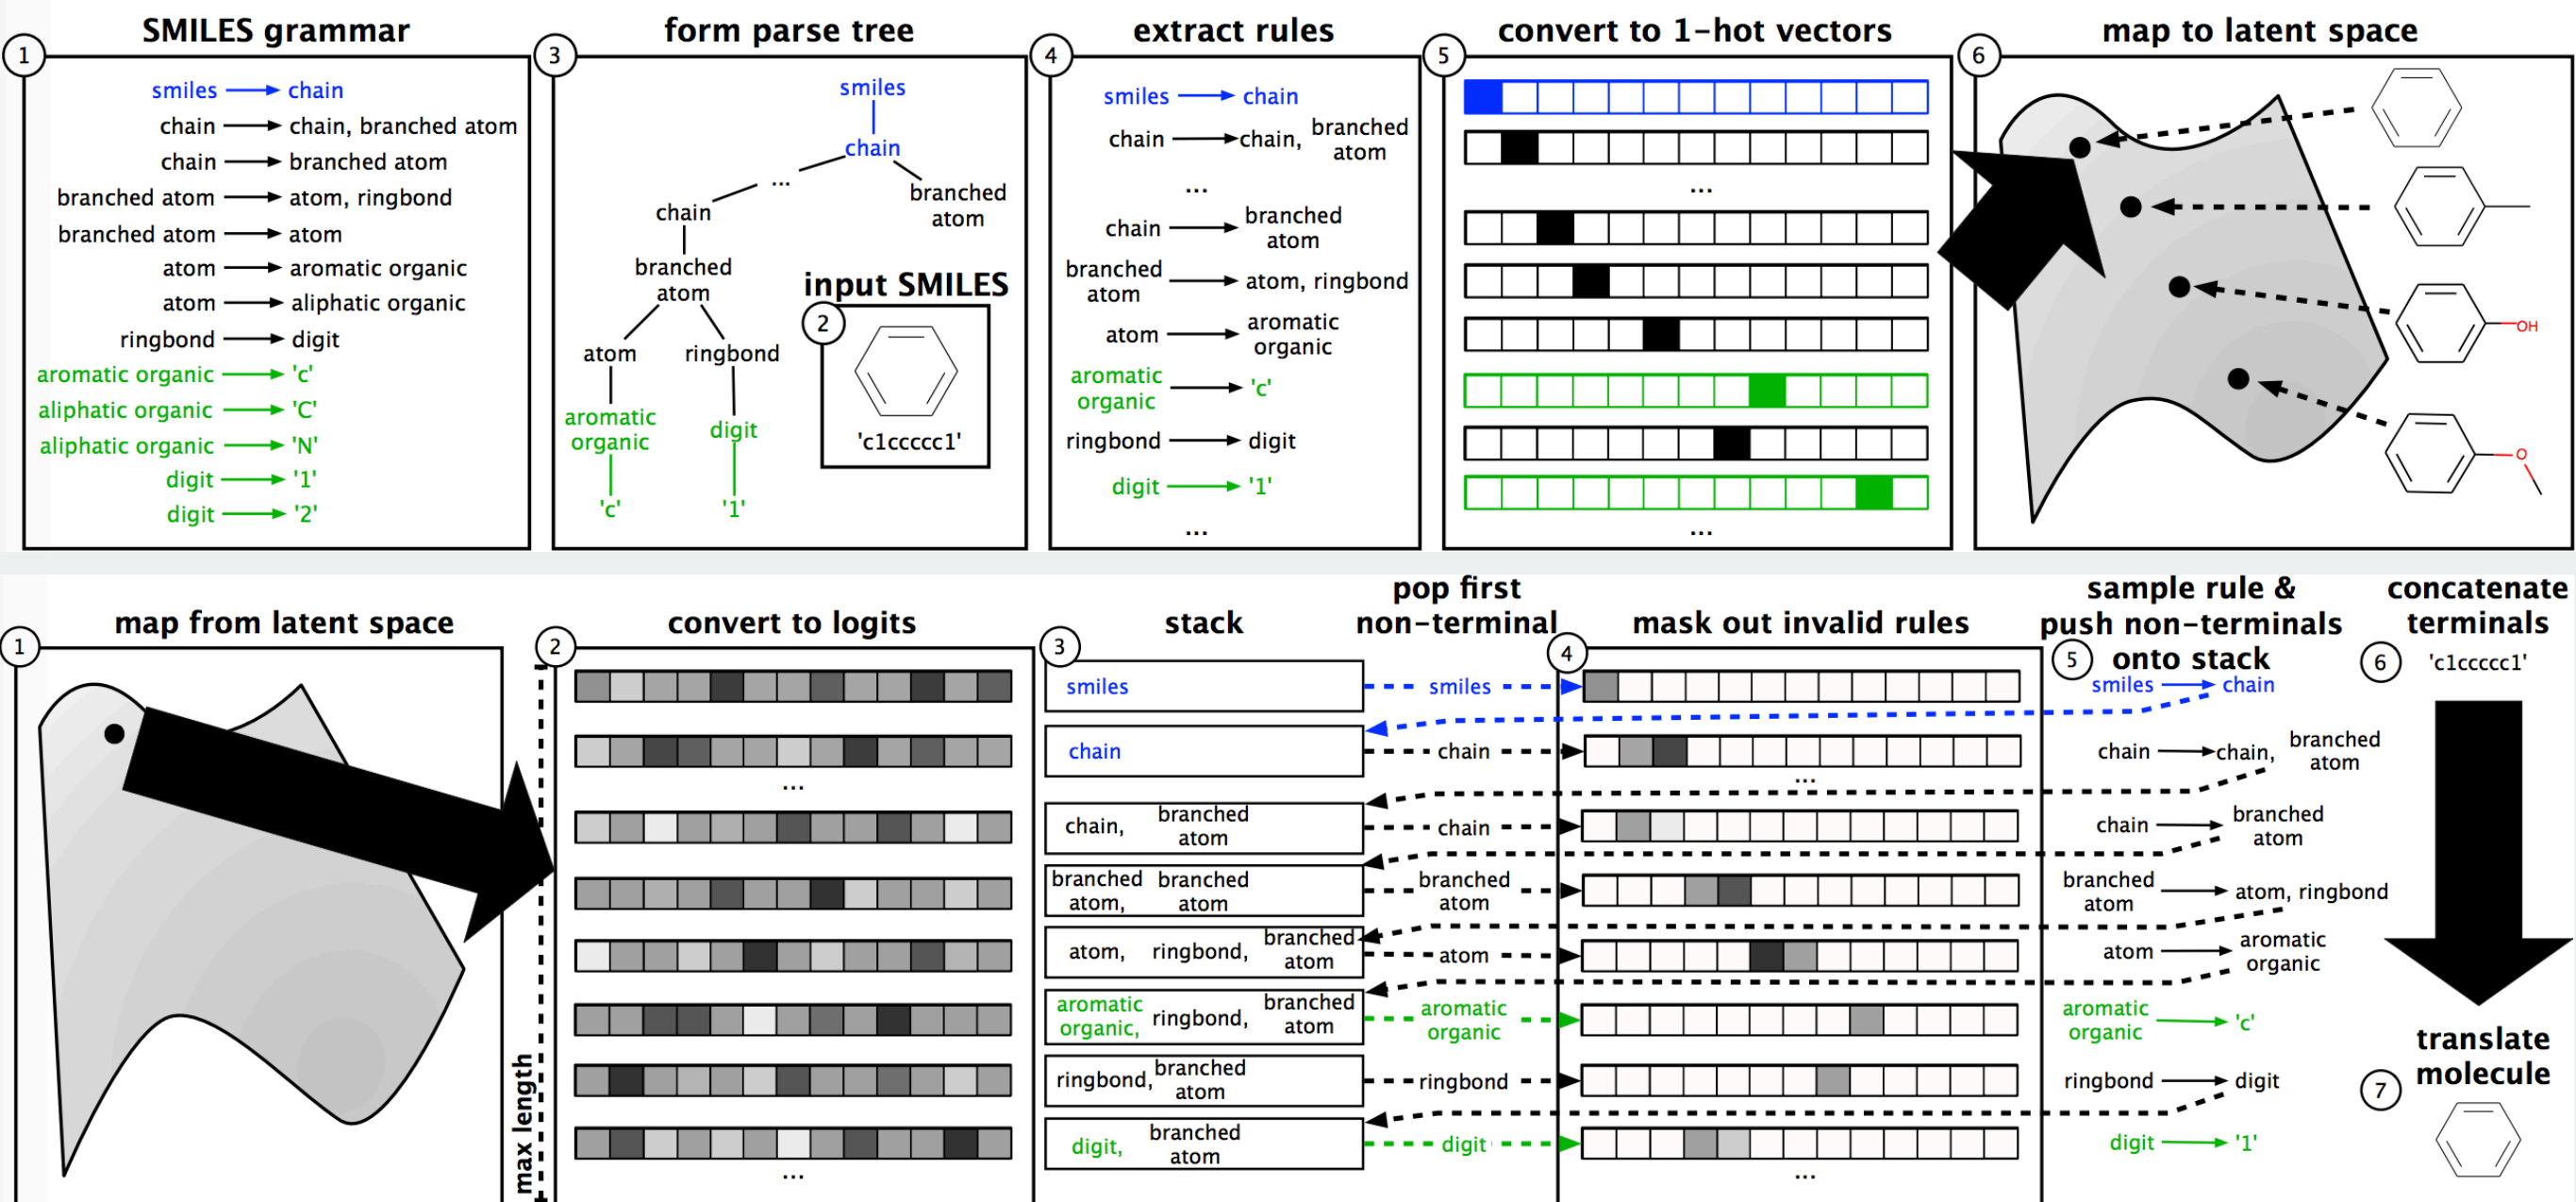 SMILES grammar
1
smiles → chain
chain → chain, branched atom
chain → branched atom
branched atom → atom, ringbond
branched atom → atom
atom → aromatic organic
atom → aliphatic organic
ringbond → digit
aromatic organic → 'c'
aliphatic organic → 'C'
aliphatic organic → 'N'
digit → '1'
digit → '2'
form parse tree
3
smiles
chain
...
branched
atom
chain
branched
atom
atom ringbond
aromatic
organic
digit
'c' '1'
input SMILES
2
'c1ccccc1'
extract rules
4
smiles → chain
chain → chain, branched
atom
...
chain → branched
atom
branched
atom → atom, ringbond
atom → aromatic
organic
aromatic
organic → 'c'
ringbond → digit
digit → '1'
...
convert to 1-hot vectors
5
...
...
map to latent space
6
OH
O
map from latent space
1
convert to logits
2
max length
...
...
stack
3
smiles
chain
chain, branched
atom
branched
atom, branched
atom
atom, ringbond, branched
atom
aromatic
organic, ringbond, branched
atom
ringbond, branched
atom
digit, branched
atom
pop first
non-terminal
smiles
chain
chain
branched
atom
atom
aromatic
organic
ringbond
digit
mask out invalid rules
4
...
...
sample rule &
push non-terminals
onto stack
5
smiles → chain
chain → chain, branched
atom
chain → branched
atom
branched
atom → atom, ringbond
atom → aromatic
organic
aromatic
organic → 'c'
ringbond → digit
digit → '1'
concatenate
terminals
6
'c1ccccc1'
translate
molecule
7